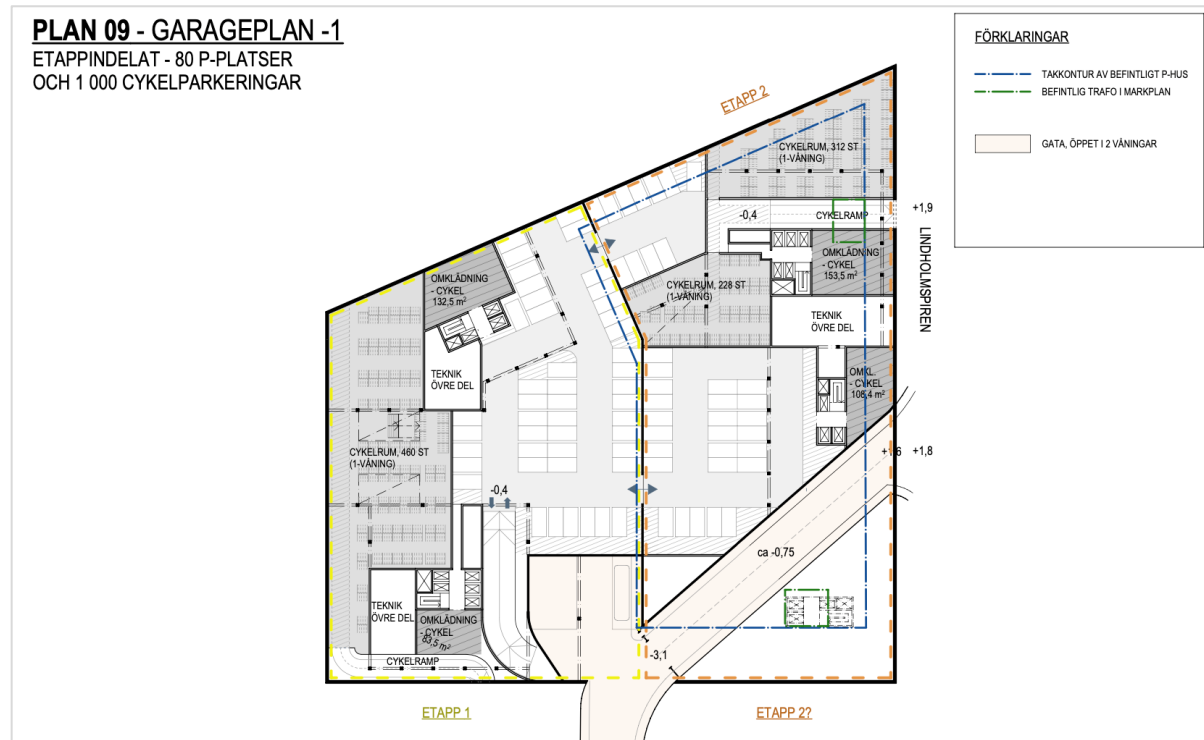 PLAN 09 - GARAGEPLAN -1
ETAPPINDELAT - 80 P-PLATSER
OCH 1 000 CYKELPARKERINGAR
FÖRKLARINGAR
TAKKONTUR AV BEFINTLIGT P-HUS
BEFINTLIG TRAFO I MARKPLAN
GATA, ÖPPET I 2 VÅNINGAR
ETAPP 2
CYKELRUM, 312 ST
(1-VÅNING)
-0,4
CYKELRAMP
+1,9
LINDHOLMSPIREN
OMKLÄDNING
- CYKEL
153,5 m²
OMKLÄDNING
- CYKEL
132,5 m²
CYKELRUM, 228 ST
(1-VÅNING)
TEKNIK
ÖVRE DEL
TEKNIK
ÖVRE DEL
OMKL.
- CYKEL
108,4 m²
CYKELRUM, 460 ST
(1-VÅNING)
+1,8
-0,4
ca -0,75
TEKNIK
ÖVRE DEL
OMKLÄDNING
- CYKEL
83,5 m²
CYKELRAMP
-3,1
ETAPP 1
ETAPP 2?